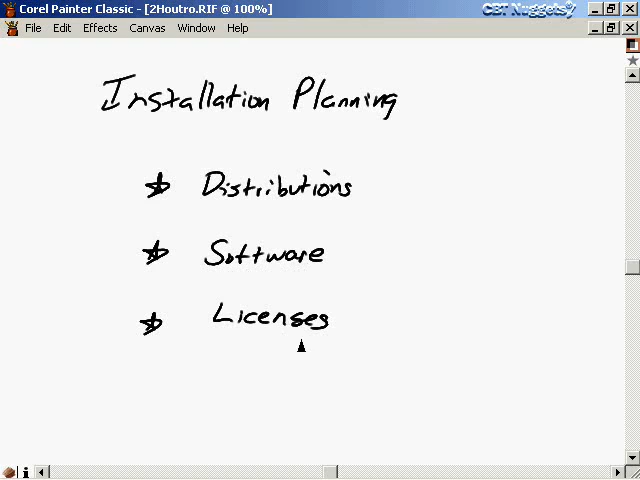 Corel Painter Classic - [2Houtro.RIF @ 100%]
CBT Nuggets
File Edit Effects Canvas Window Help
Installation Planning
Distributions
Software
Licenses